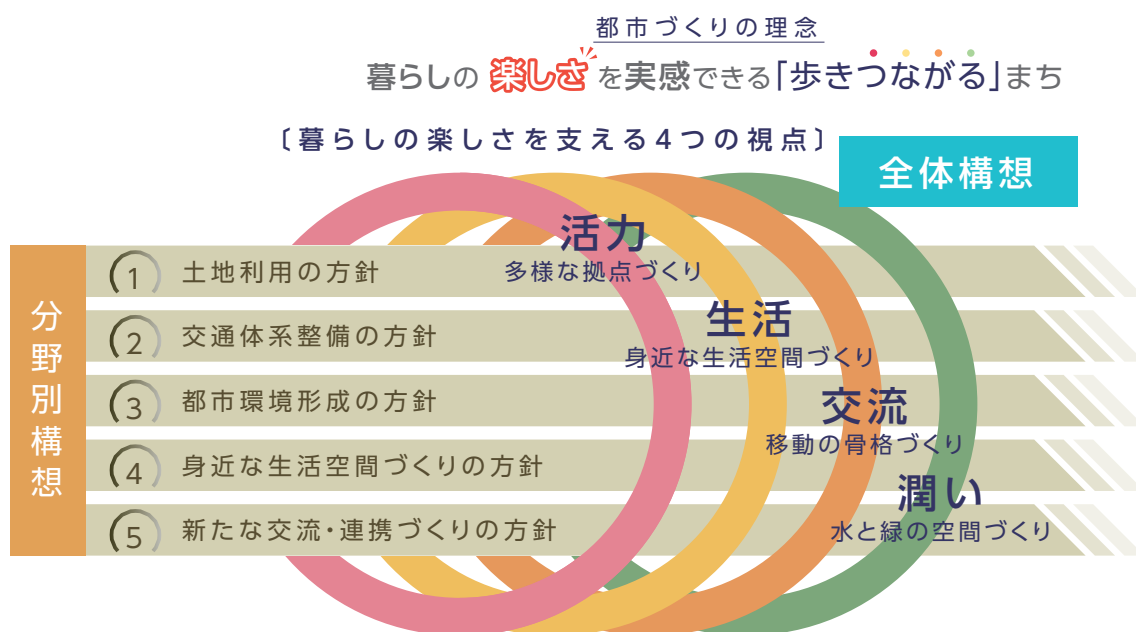 都市づくりの理念
暮らしの楽しさを実感できる「歩きつながる」まち
〔暮らしの楽しさを支える4つの視点〕
全体構想
活力
多様な拠点づくり
生活
身近な生活空間づくり
交流
移動の骨格づくり
潤い
水と緑の空間づくり
分野別構想
1 土地利用の方針
2 交通体系整備の方針
3 都市環境形成の方針
4 身近な生活空間づくりの方針
5 新たな交流・連携づくりの方針